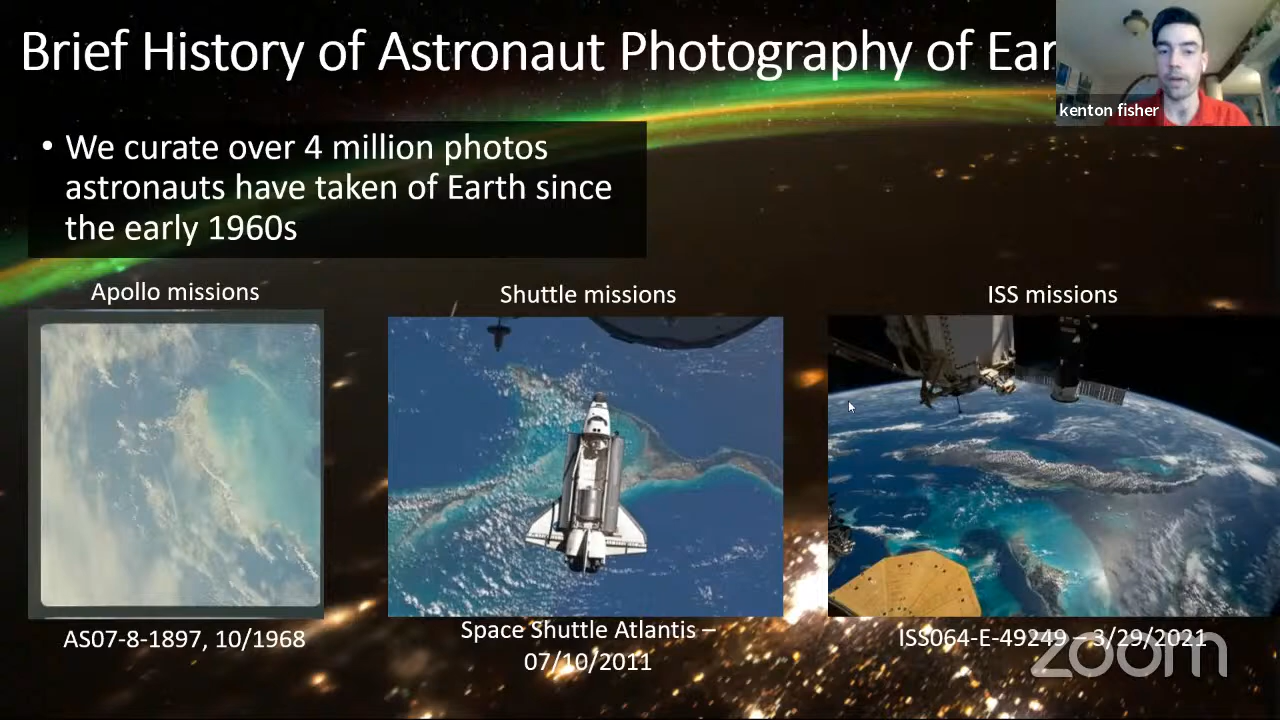 Brief History of Astronaut Photography of Ear
kenton fisher
• We curate over 4 million photos
astronauts have taken of Earth since
the early 1960s
Apollo missions
Shuttle missions
ISS missions
AS07-8-1897, 10/1968
Space Shuttle Atlantis –
07/10/2011
ISS064-E-49249 – 3/29/2021
zoom